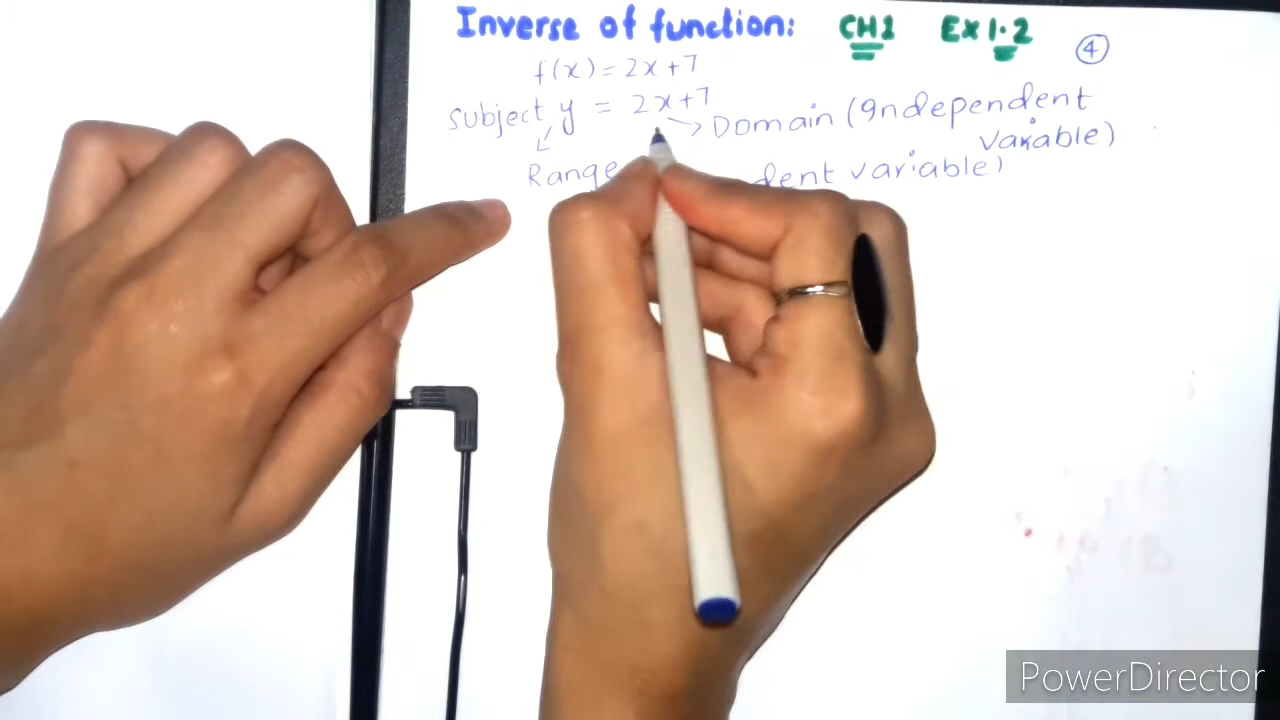 Inverse of function: CH1 EX 1.2 4
f(x) = 2x+7
Subject y = 2x+7
Domain (Independent
variable)
Range dent variable)
PowerDirector